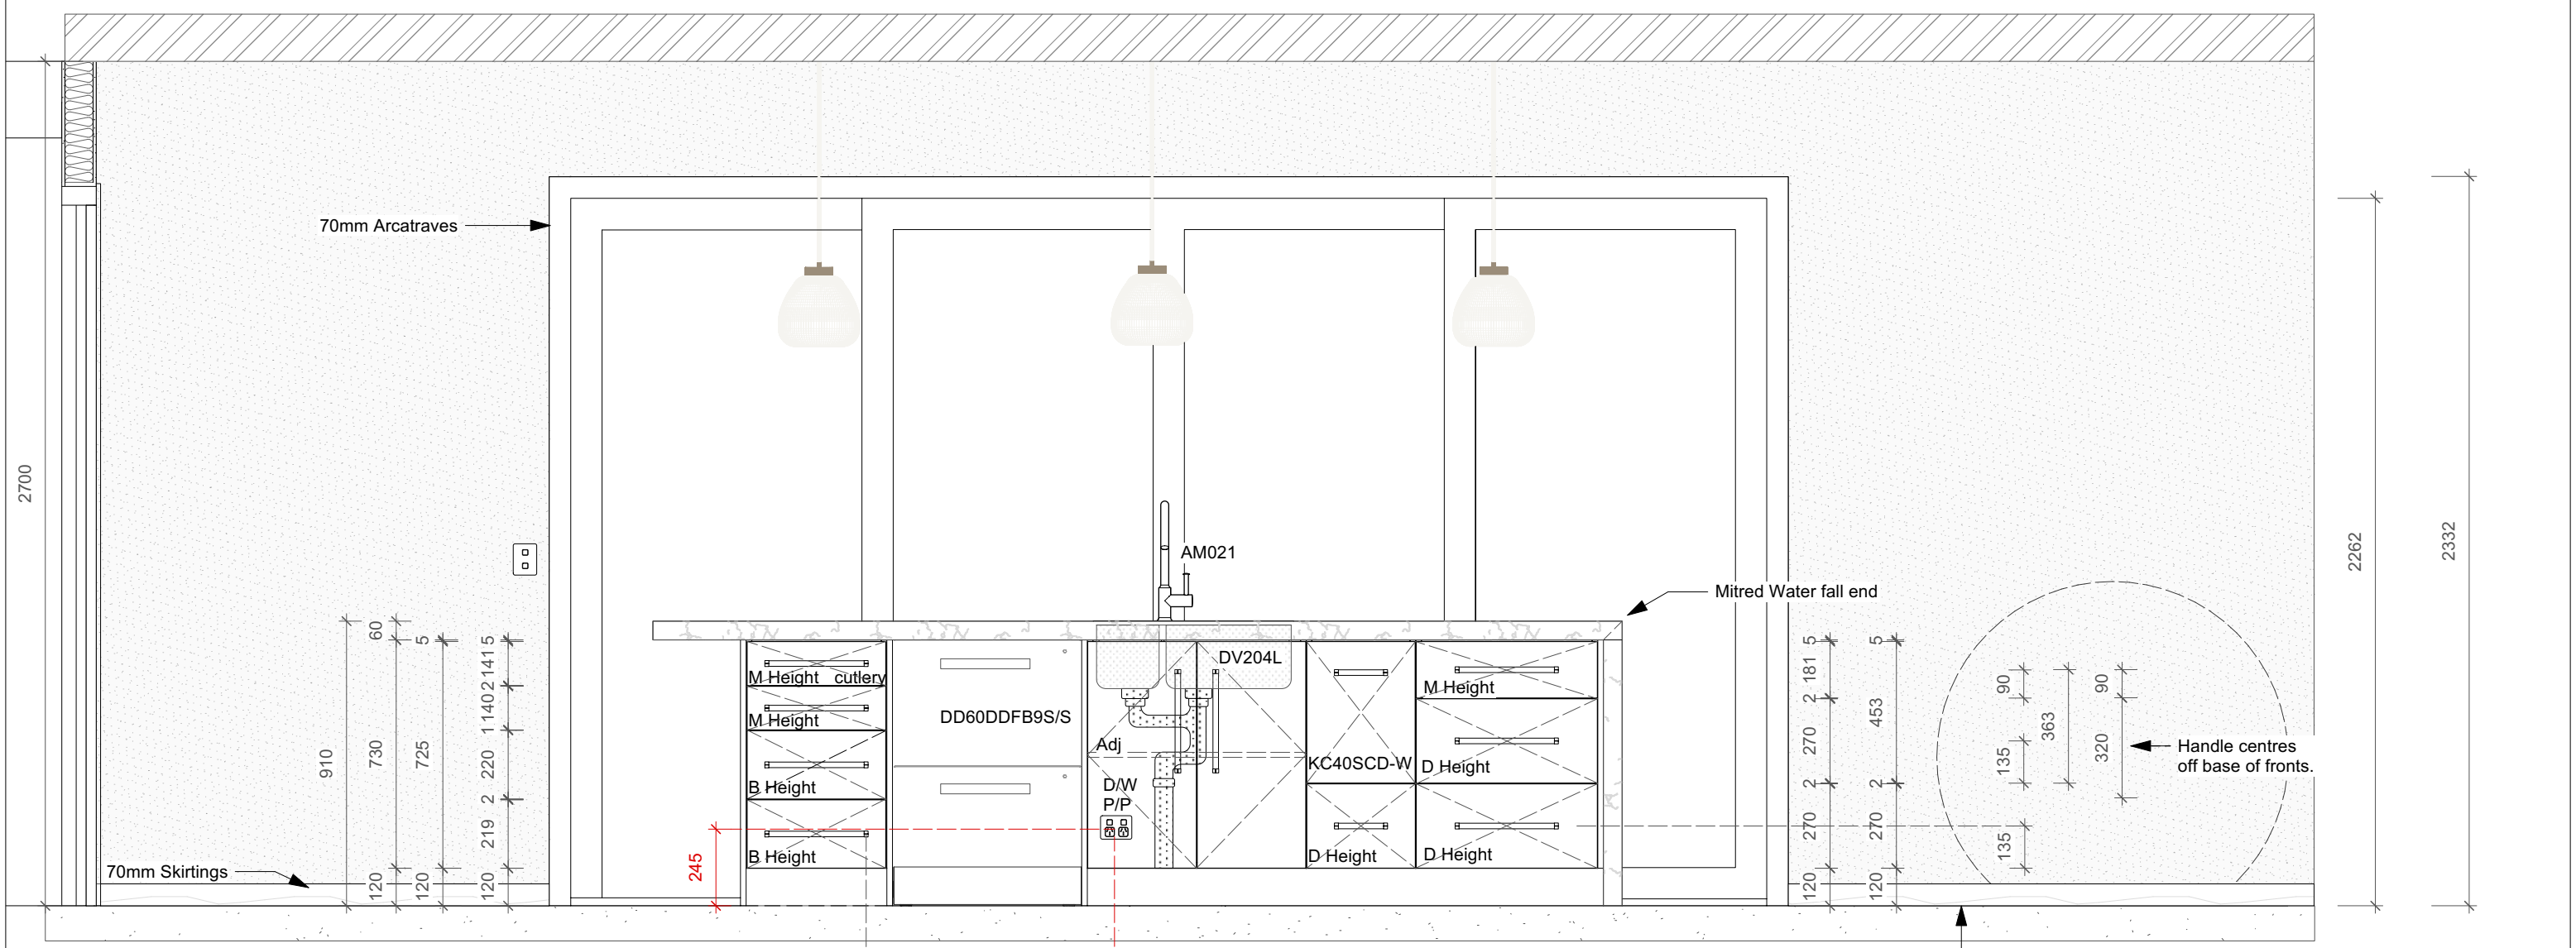 70mm Arcatraves
2700
2262
2332
AM021
Mitred Water fall end
DV204L
M Height
cutlery
M Height
B Height
B Height
DD60DDFB9S/S
Adj
D/W
P/P
KC40SCD-W
D Height
M Height
D Height
D Height
Handle centres
off base of fronts.
70mm Skirtings
910
60
730
120
5
725
120
5
141
2
140
1
220
2
219
120
245
5
181
2
270
2
270
120
5
453
2
270
120
90
135
135
363
90
320